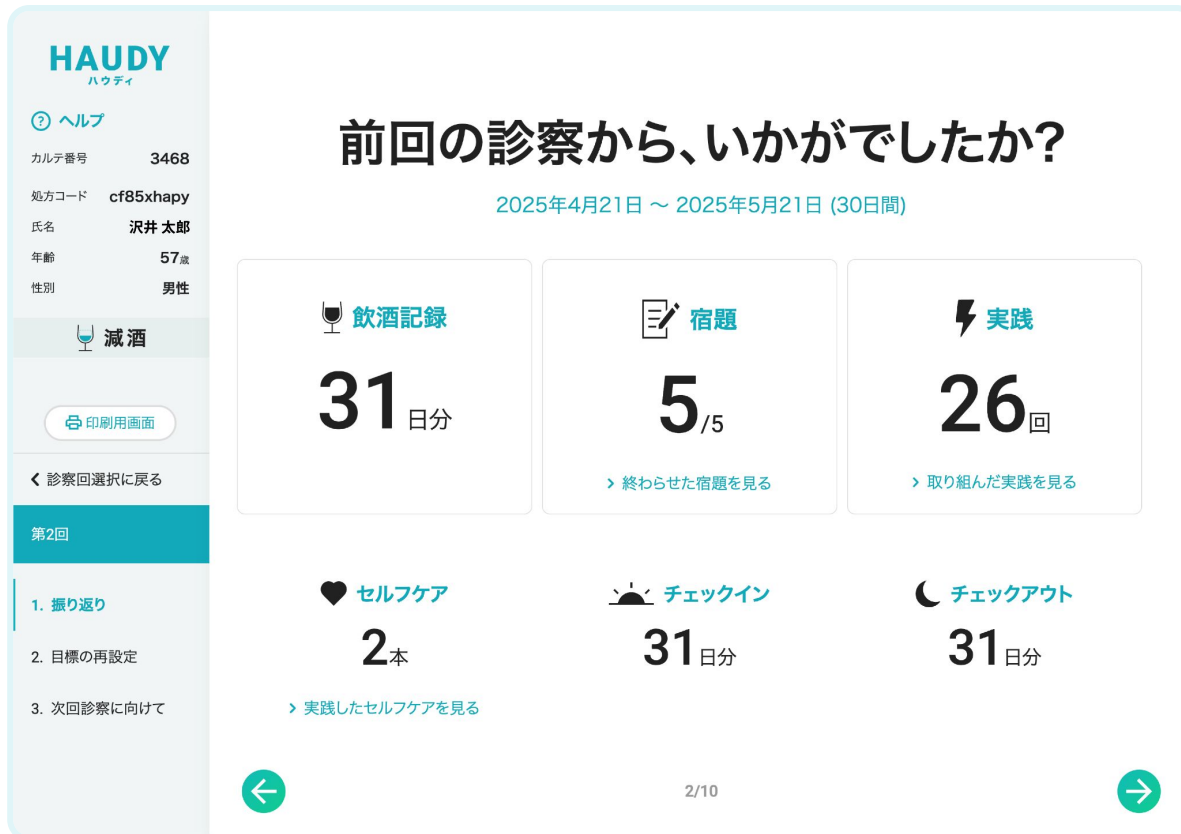 HAUDY
ハウディ
? ヘルプ
カルテ番号 3468
処方コード cf85xhapy
氏名 沢井 太郎
年齢 57歳
性別 男性
減酒
印刷用画面
診察回選択に戻る
第2回
1. 振り返り
2. 目標の再設定
3. 次回診察に向けて
前回の診察から、いかがでしたか?
2025年4月21日 〜 2025年5月21日 (30日間)
飲酒記録
31日分
宿題
5/5
終わらせた宿題を見る
実践
26回
取り組んだ実践を見る
セルフケア
2本
実践したセルフケアを見る
チェックイン
31日分
チェックアウト
31日分
2/10